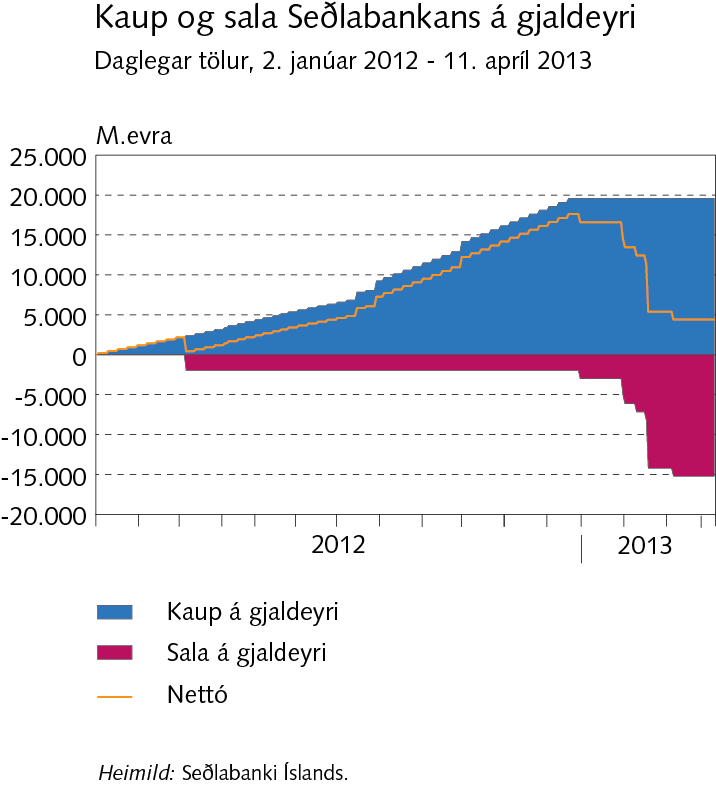 Kaup og sala Seðlabankans á gjaldeyri
Daglegar tölur, 2. janúar 2012 - 11. apríl 2013
M.evra
25.000
20.000
15.000
10.000
5.000
0
-5.000
-10.000
-15.000
-20.000
2012 2013
Kaup á gjaldeyri
Sala á gjaldeyri
Nettó
Heimild: Seðlabanki Íslands.